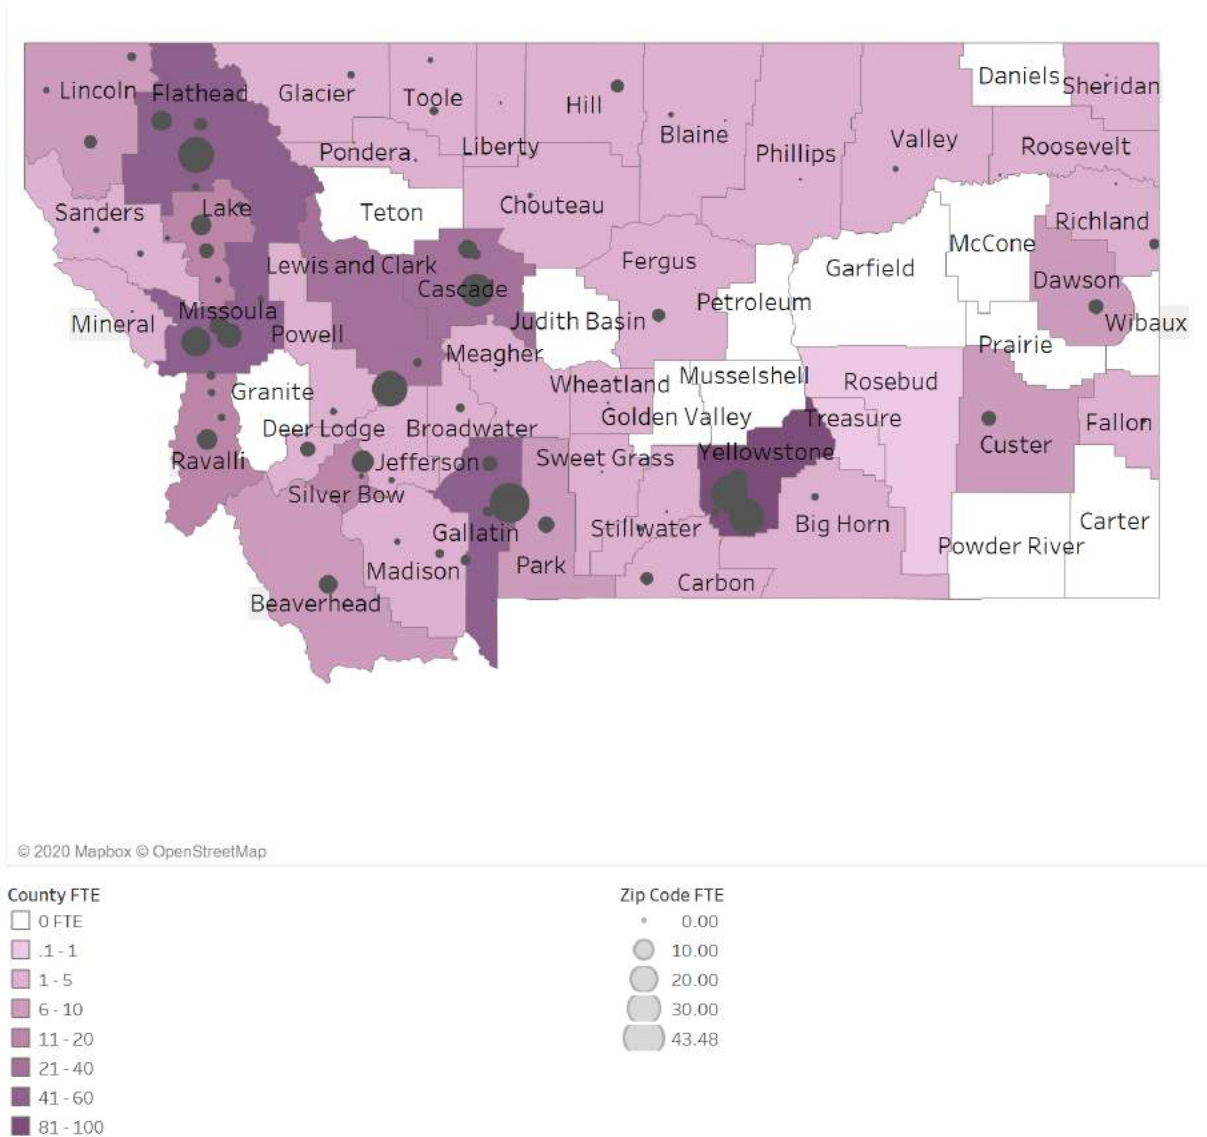 Daniels
Sheridan
Lincoln
Flathead
Glacier
Toole
Hill
Blaine
Phillips
Valley
Roosevelt
Pondera
Liberty
Sanders
Lake
Teton
Chouteau
Richland
McCone
Lewis and Clark
Fergus
Garfield
Dawson
Cascade
Petroleum
Mineral
Missoula
Powell
Judith Basin
Wibaux
Prairie
Meagher
Granite
Wheatland
Musselshell
Rosebud
Deer Lodge
Broadwater
Golden Valley
Treasure
Fallon
Ravalli
Jefferson
Sweet Grass
Yellowstone
Custer
Silver Bow
Gallatin
Stillwater
Big Horn
Carter
Powder River
Madison
Park
Carbon
Beaverhead
© 2020 Mapbox © OpenStreetMap
County FTE
0 FTE
.1 - 1
1 - 5
6 - 10
11 - 20
21 - 40
41 - 60
81 - 100
Zip Code FTE
0.00
10.00
20.00
30.00
43.48